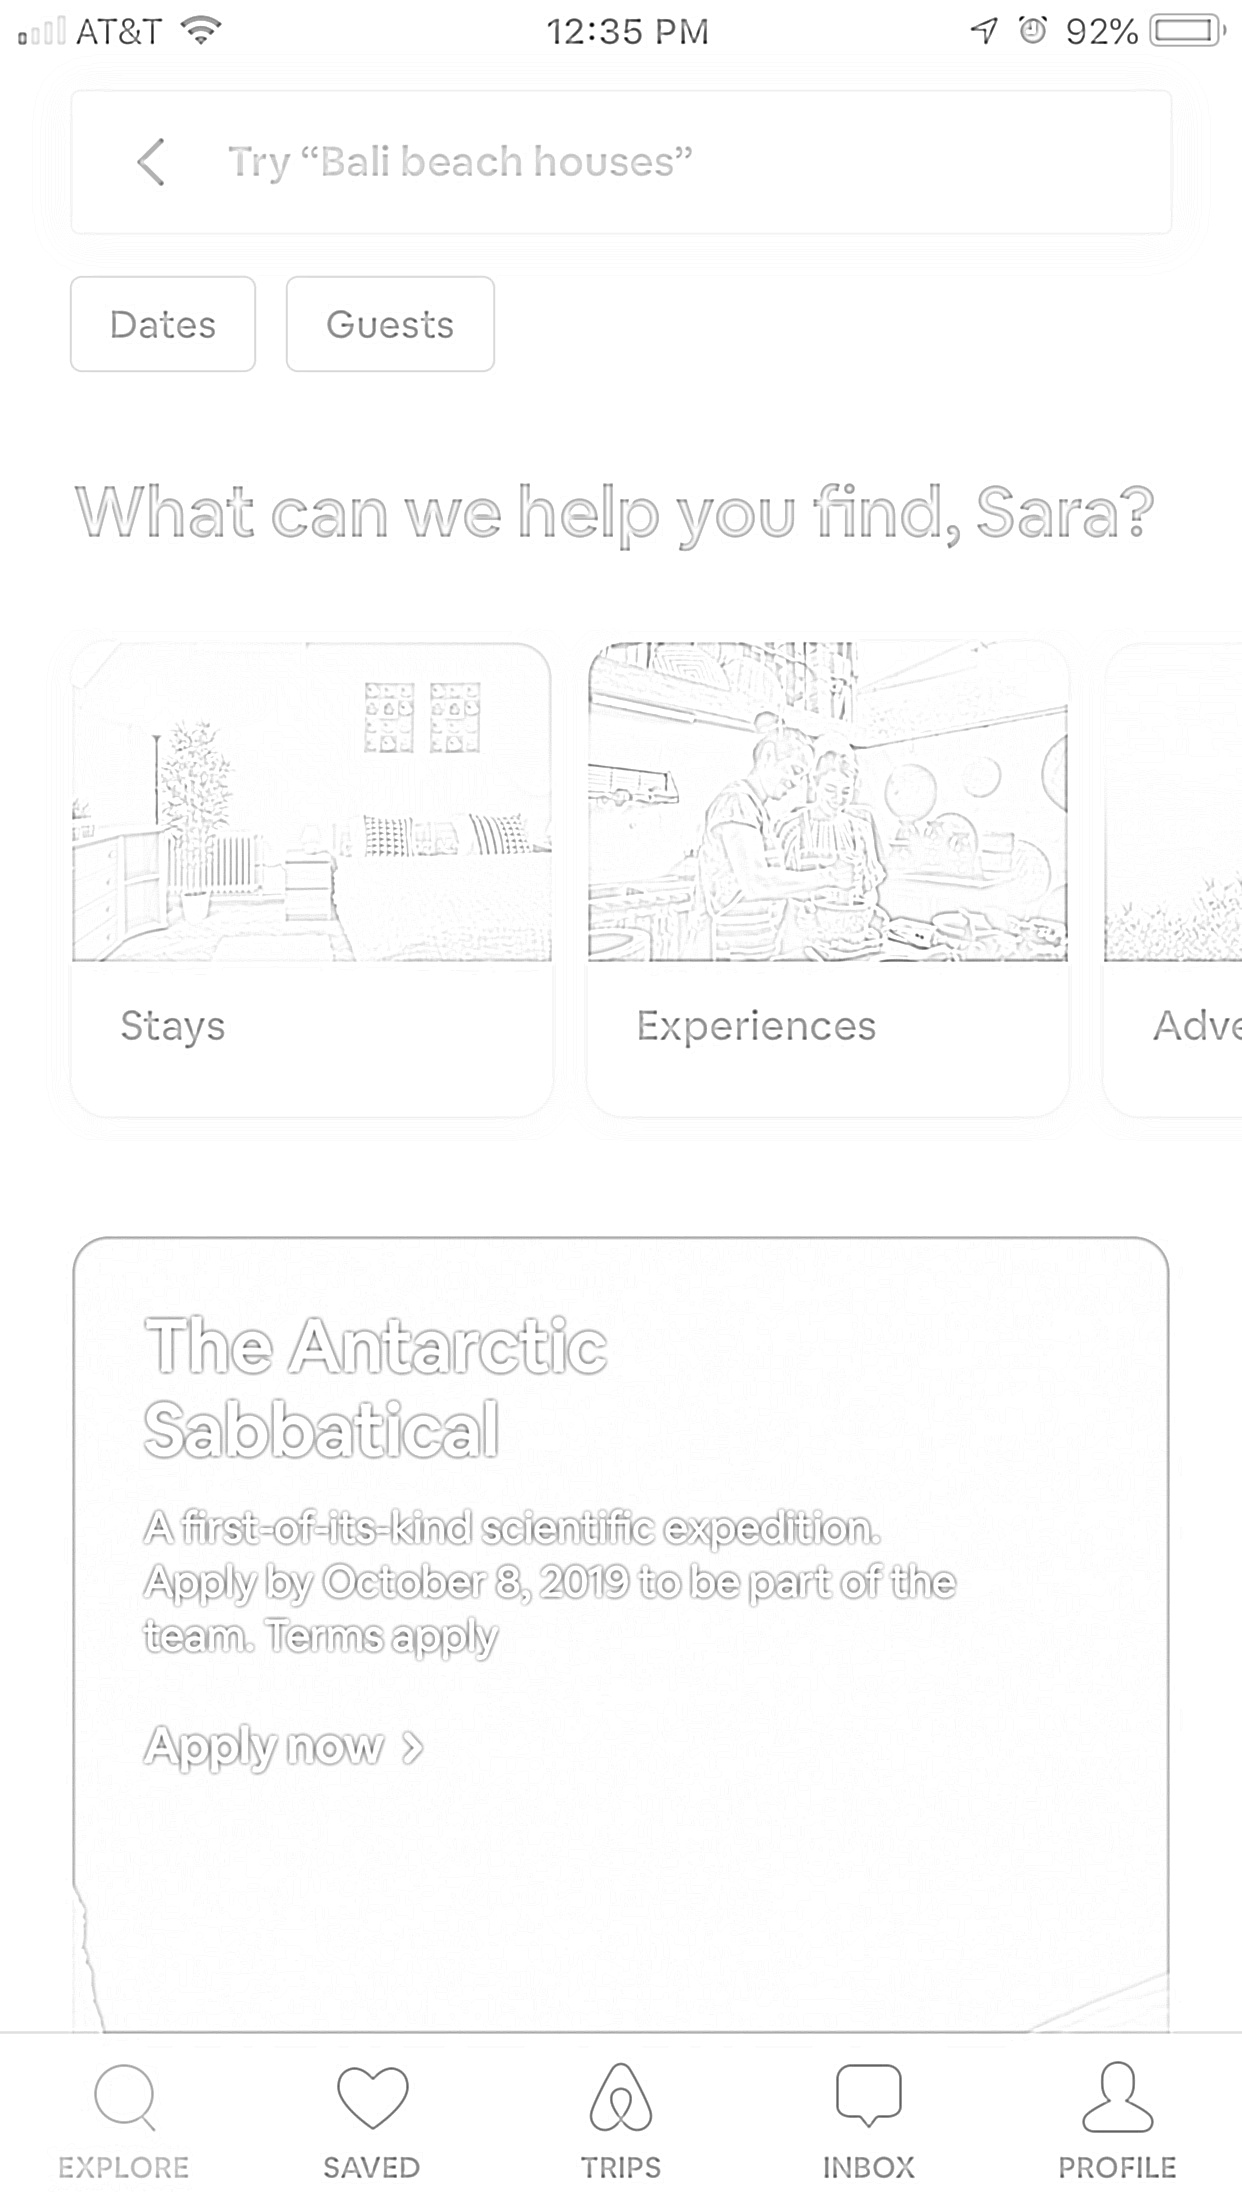 AT&T 12:35 PM 92%
Try “Bali beach houses”
Dates Guests
What can we help you find, Sara?
Stays Experiences Adve
The Antarctic
Sabbatical
A first-of-its-kind scientific expedition.
Apply by October 8, 2019 to be part of the
team. Terms apply
Apply now >
EXPLORE SAVED TRIPS INBOX PROFILE